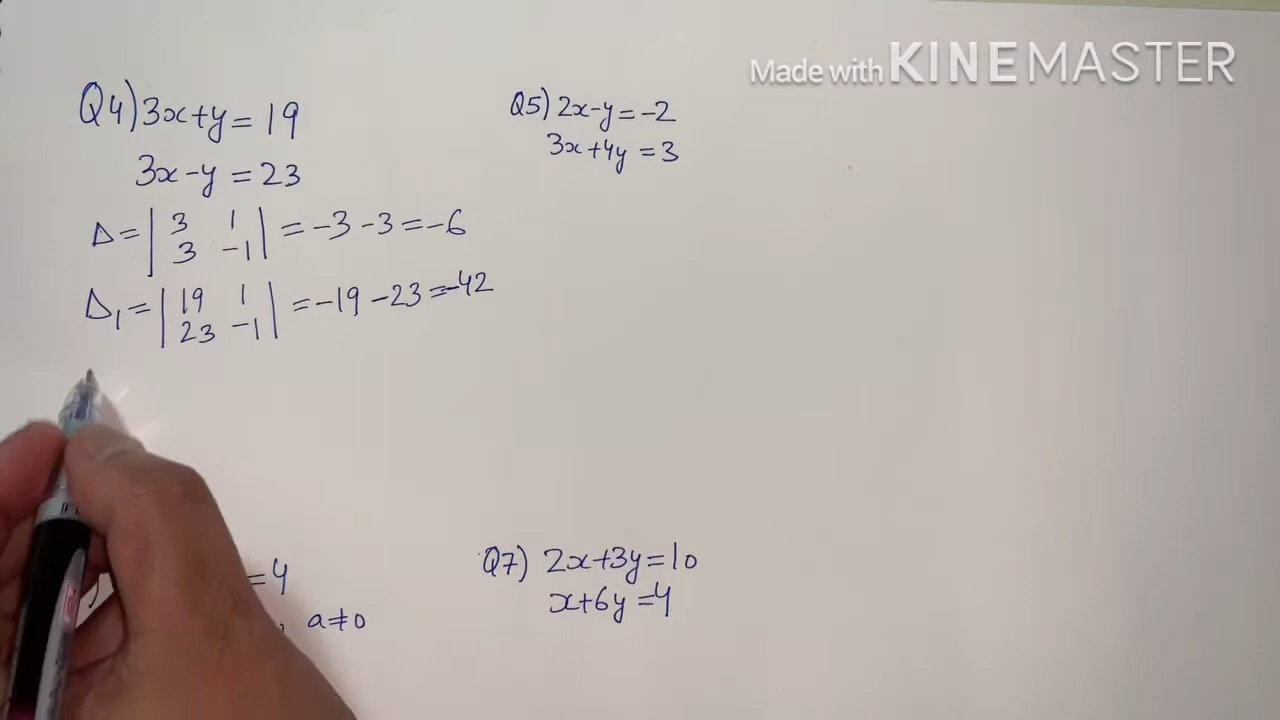 Made with KINEMASTER
Q4) 3x+y = 19
3x-y = 23
Δ = | 3 1 | = -3 -3 = -6
| 3 -1 |
Δ1 = | 19 1 | = -19 -23 = -42
| 23 -1 |
Q5) 2x-y = -2
3x+4y = 3
= 4
, a≠0
Q7) 2x+3y = 10
x+6y = 4